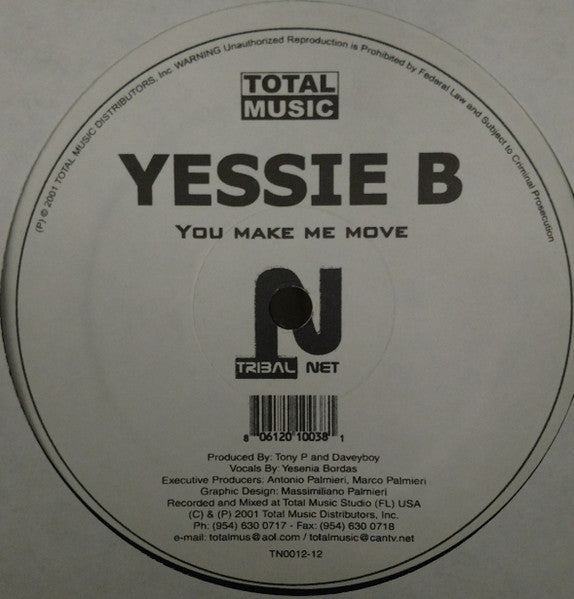 (P) © 2001 TOTAL MUSIC DISTRIBUTORS, Inc WARNING Unauthorized Reproduction is Prohibited by Federal Law and Subject to Criminal Prosecution
TOTAL
MUSIC
YESSIE B
YOU MAKE ME MOVE
N
TRIBAL NET
8 06120 10038 1
Produced By: Tony P and Daveyboy
Vocals By: Yesenia Bordas
Executive Producers: Antonio Palmieri, Marco Palmieri
Graphic Design: Massimiliano Palmieri
Recorded and Mixed at Total Music Studio (FL) USA
(C) & (P) 2001 Total Music Distributors, Inc.
Ph: (954) 630 0717 - Fax: (954) 630 0718
e-mail: totalmus@aol.com / totalmusic@cantv.net
TN0012-12